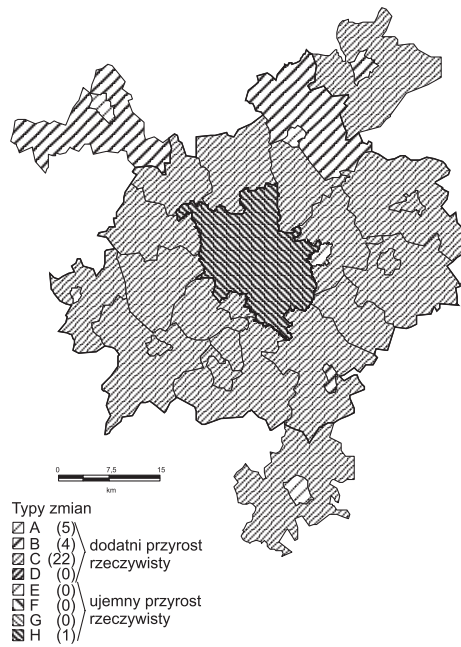 0 7,5 15
km
Typy zmian
A (5)
B (4)
C (22)
D (0)
dodatni przyrost
rzeczywisty
E (0)
F (0)
G (0)
H (1)
ujemny przyrost
rzeczywisty